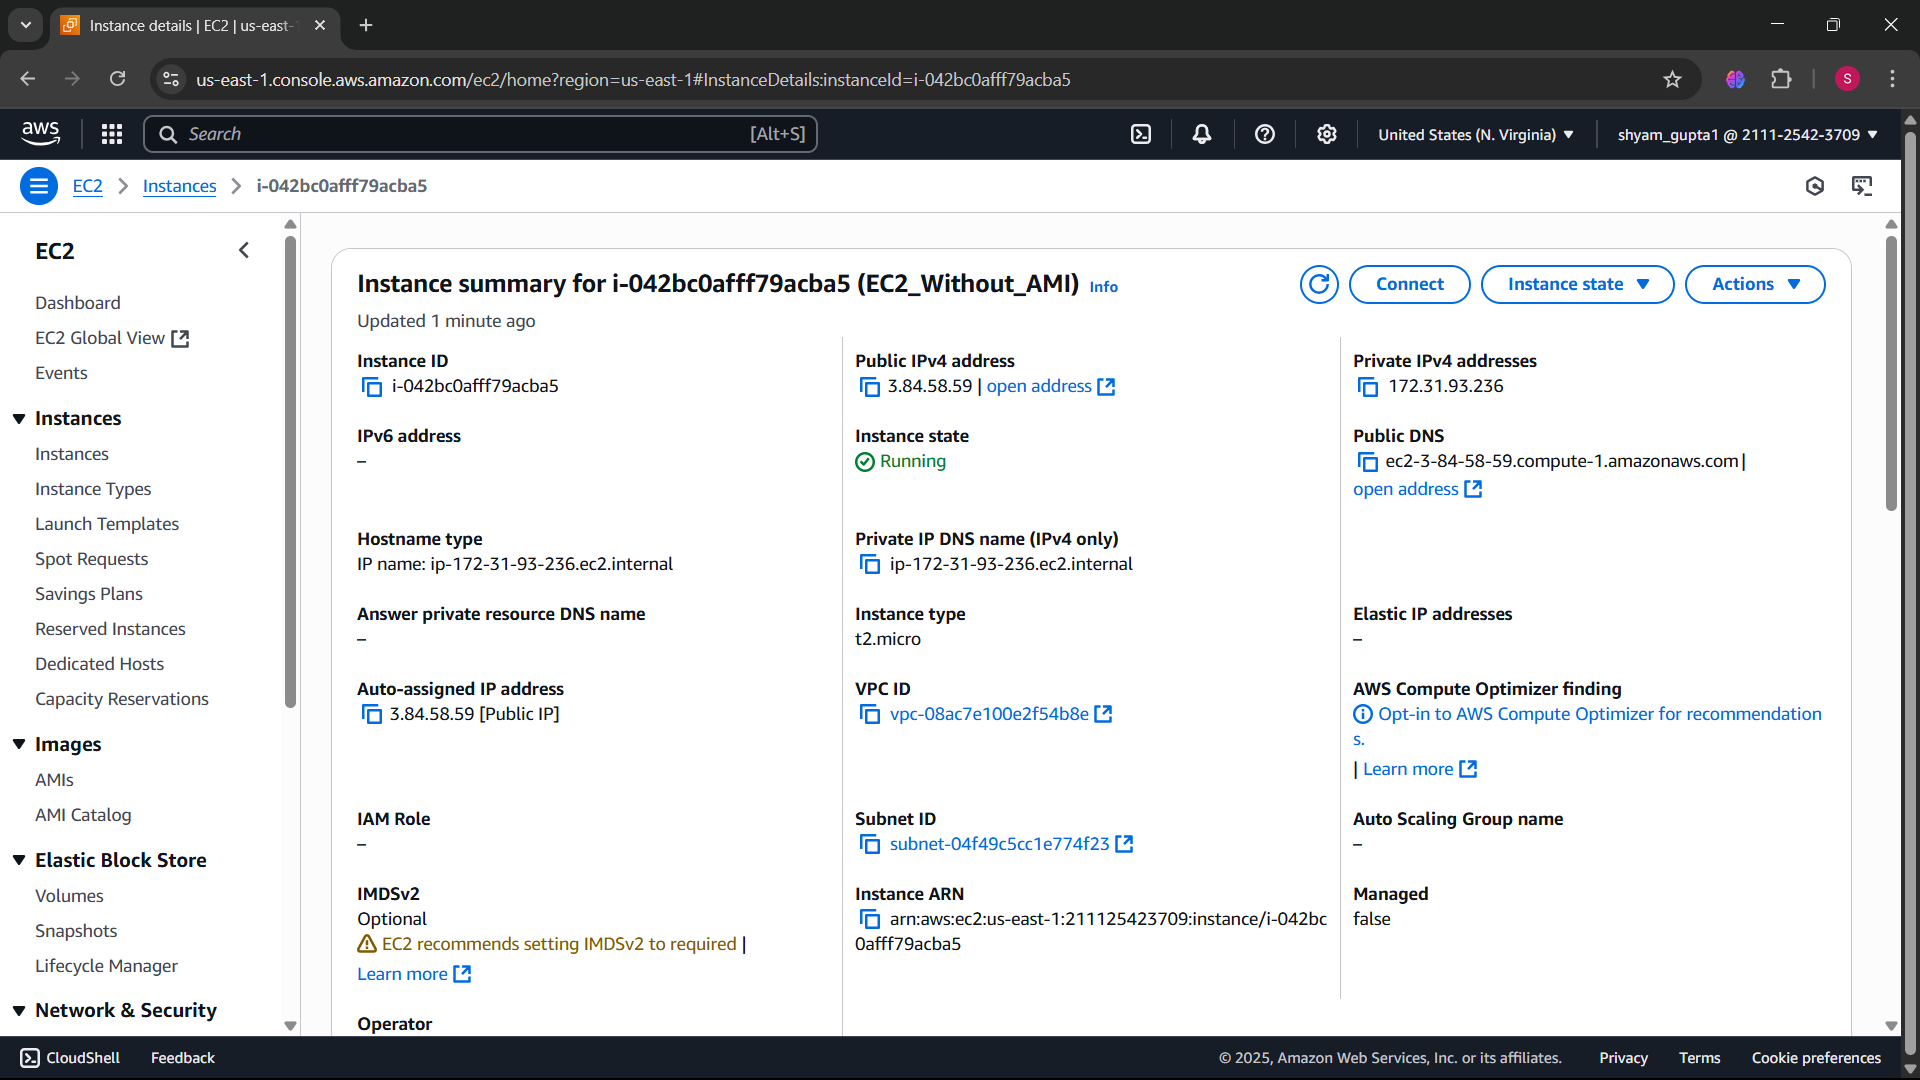 Instance details | EC2 | us-east-
us-east-1.console.aws.amazon.com/ec2/home?region=us-east-1#InstanceDetails:instanceId=i-042bc0afff79acba5
S
aws
Search
[Alt+S]
United States (N. Virginia)
shyam_gupta1 @ 2111-2542-3709
EC2
Instances
i-042bc0afff79acba5
EC2
Dashboard
EC2 Global View
Events
Instances
Instances
Instance Types
Launch Templates
Spot Requests
Savings Plans
Reserved Instances
Dedicated Hosts
Capacity Reservations
Images
AMIs
AMI Catalog
Elastic Block Store
Volumes
Snapshots
Lifecycle Manager
Network & Security
Instance summary for i-042bc0afff79acba5 (EC2_Without_AMI) Info
Updated 1 minute ago
Connect
Instance state
Actions
Instance ID
i-042bc0afff79acba5
Public IPv4 address
3.84.58.59 | open address
Private IPv4 addresses
172.31.93.236
IPv6 address
–
Instance state
Running
Public DNS
ec2-3-84-58-59.compute-1.amazonaws.com |
open address
Hostname type
IP name: ip-172-31-93-236.ec2.internal
Private IP DNS name (IPv4 only)
ip-172-31-93-236.ec2.internal
Answer private resource DNS name
–
Instance type
t2.micro
Elastic IP addresses
–
Auto-assigned IP address
3.84.58.59 [Public IP]
VPC ID
vpc-08ac7e100e2f54b8e
AWS Compute Optimizer finding
Opt-in to AWS Compute Optimizer for recommendation
s.
| Learn more
IAM Role
–
Subnet ID
subnet-04f49c5cc1e774f23
Auto Scaling Group name
–
IMDSv2
Optional
EC2 recommends setting IMDSv2 to required |
Learn more
Instance ARN
arn:aws:ec2:us-east-1:211125423709:instance/i-042bc
0afff79acba5
Managed
false
Operator
CloudShell
Feedback
© 2025, Amazon Web Services, Inc. or its affiliates.
Privacy
Terms
Cookie preferences